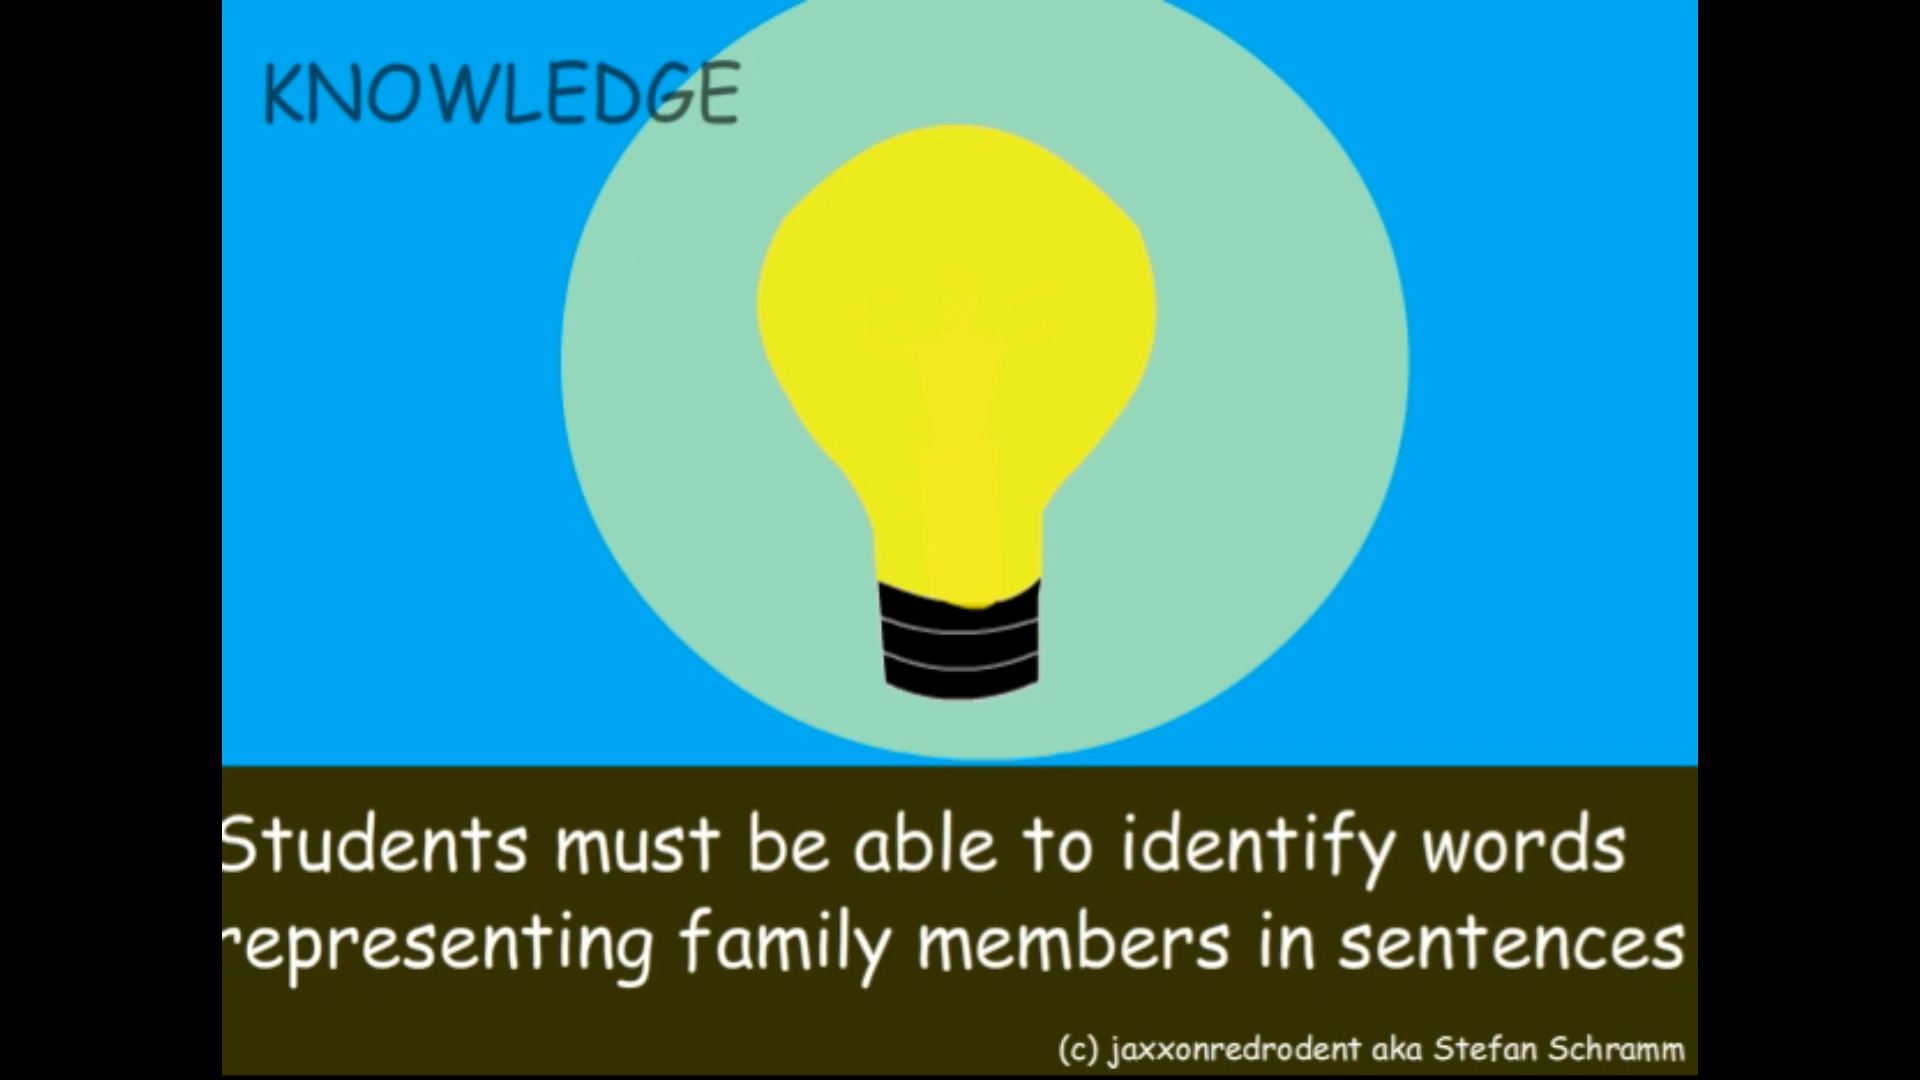 KNOWLEDGE
Students must be able to identify words
representing family members in sentences
(c) jaxxonredrodent aka Stefan Schramm